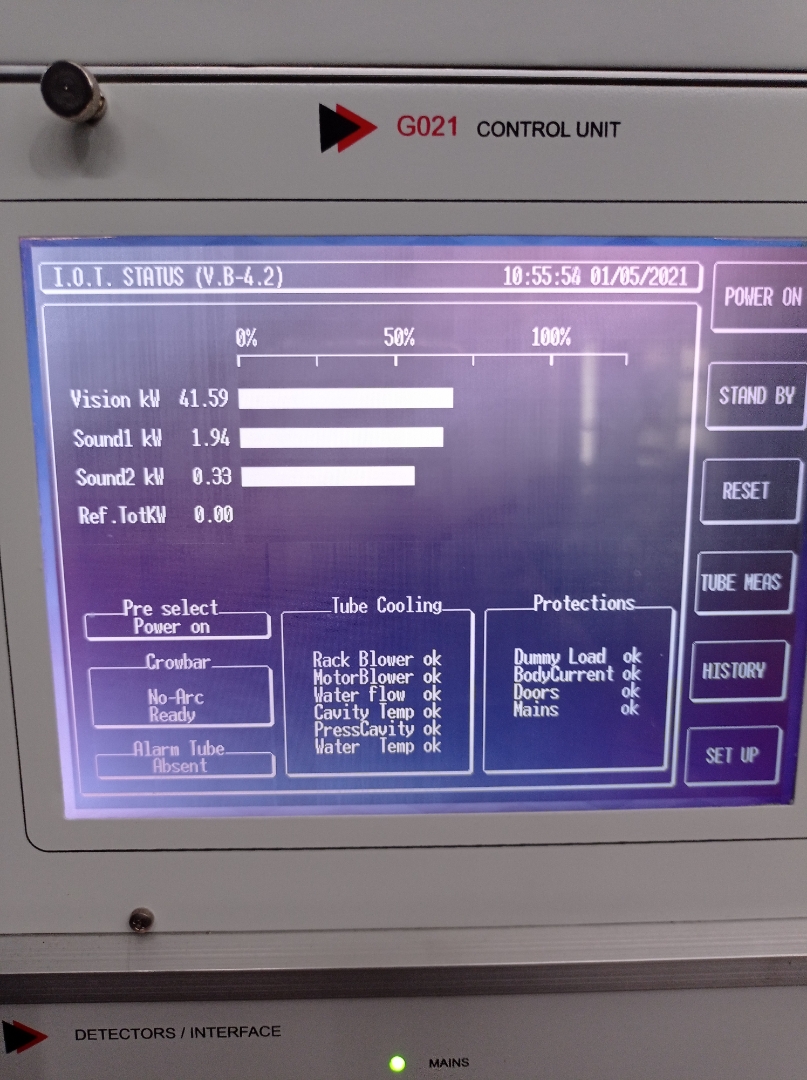 G021 CONTROL UNIT
I.O.T. STATUS (V.B-4.2) 10:55:54 01/05/2021
0% 50% 100%
Vision kW 41.59
Sound1 kW 1.94
Sound2 kW 0.33
Ref.TotKW 0.00
Pre select
Power on
Crowbar
No-Arc
Ready
Alarm Tube
Absent
Tube Cooling
Rack Blower ok
MotorBlower ok
Water flow ok
Cavity Temp ok
PressCavity ok
Water Temp ok
Protections
Dummy Load ok
BodyCurrent ok
Doors ok
Mains ok
POWER ON
STAND BY
RESET
TUBE MEAS
HISTORY
SET UP
DETECTORS / INTERFACE
MAINS